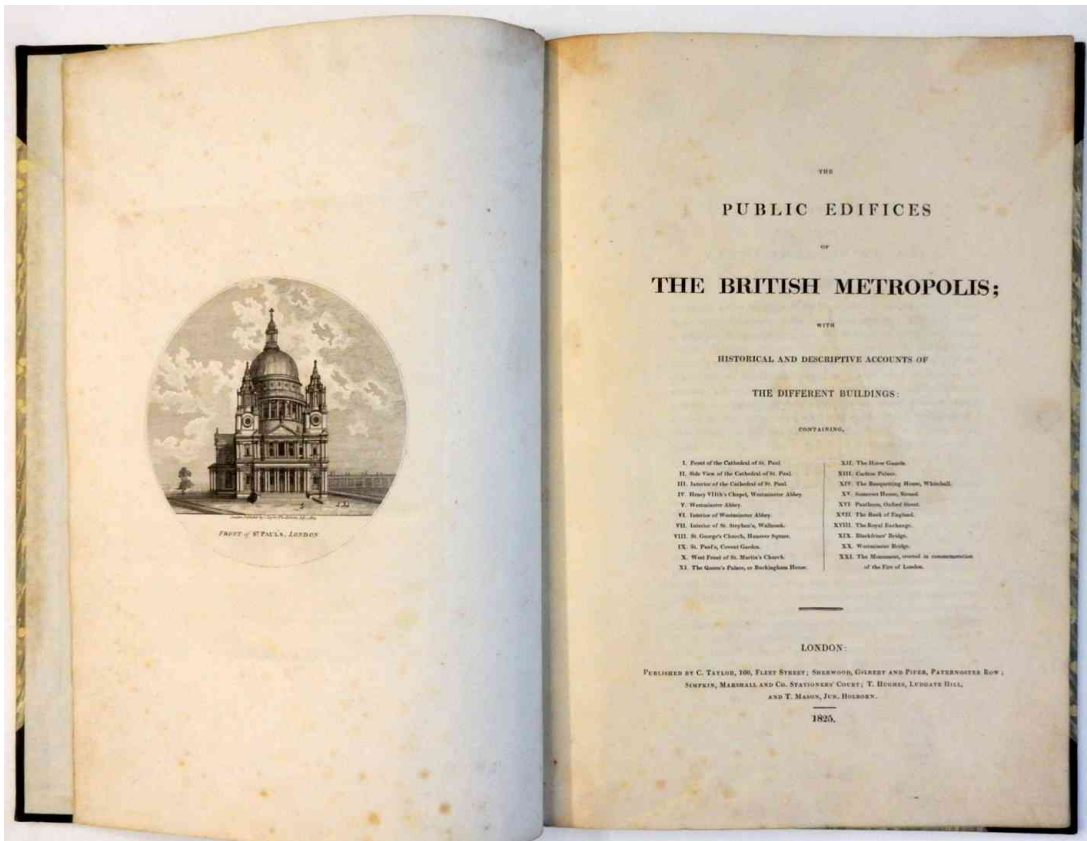 FRONT of ST. PAULS, LONDON
THE
PUBLIC EDIFICES
OF
THE BRITISH METROPOLIS;
WITH
HISTORICAL AND DESCRIPTIVE ACCOUNTS OF
THE DIFFERENT BUILDINGS:
CONTAINING,
I. Front of the Cathedral of St. Paul.
II. Side View of the Cathedral of St. Paul.
III. Interior of the Cathedral of St. Paul.
IV. Henry VIIth's Chapel, Westminster Abbey.
V. Westminster Abbey.
VI. Interior of Westminster Abbey.
VII. Interior of St. Stephen's, Walbrook.
VIII. St. George's Church, Hanover Square.
IX. St. Paul's, Covent Garden.
X. West Front of St. Martin's Church.
XI. The Queen's Palace, or Buckingham House.
XII. The Horse Guards.
XIII. Carlton Palace.
XIV. The Banquetting House, Whitehall.
XV. Somerset House, Strand.
XVI. Pantheon, Oxford Street.
XVII. The Bank of England.
XVIII. The Royal Exchange.
XIX. Blackfriars' Bridge.
XX. Westminster Bridge.
XXI. The Monument, erected in commemoration
of the Fire of London.
LONDON:
PUBLISHED BY C. TAYLOR, 108, FLEET STREET; SHERWOOD, GILBERT AND PIPER, PATERNOSTER ROW;
SIMPKIN, MARSHALL AND CO. STATIONERS' COURT; T. HUGHES, LUDGATE HILL,
AND T. MASON, JUN. HOLBORN.
1825.